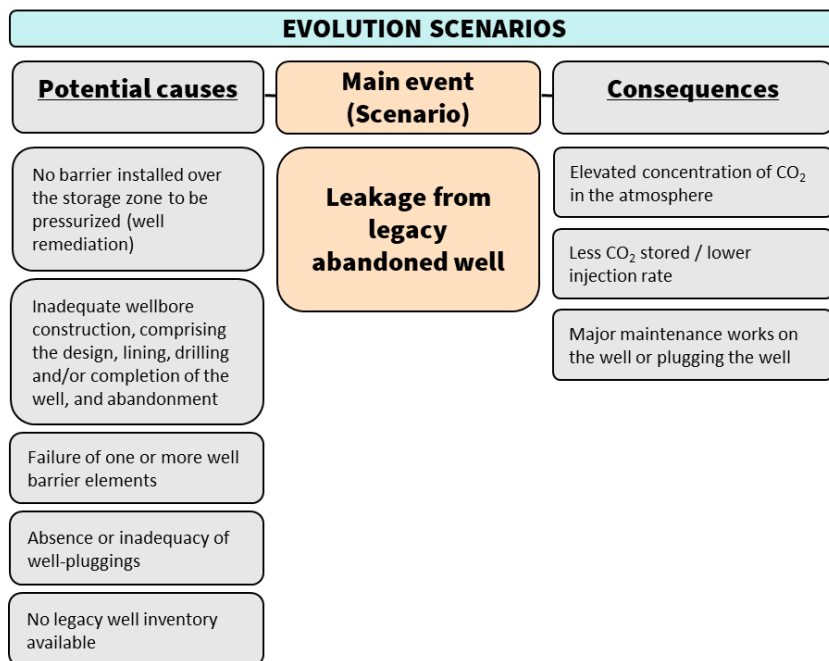 EVOLUTION SCENARIOS
Potential causes
Main event
(Scenario)
Consequences
No barrier installed over
the storage zone to be
pressurized (well
remediation)
Inadequate wellbore
construction, comprising
the design, lining, drilling
and/or completion of the
well, and abandonment
Failure of one or more well
barrier elements
Absence or inadequacy of
well-pluggings
No legacy well inventory
available
Leakage from
legacy
abandoned well
Elevated concentration of CO₂
in the atmosphere
Less CO₂ stored / lower
injection rate
Major maintenance works on
the well or plugging the well